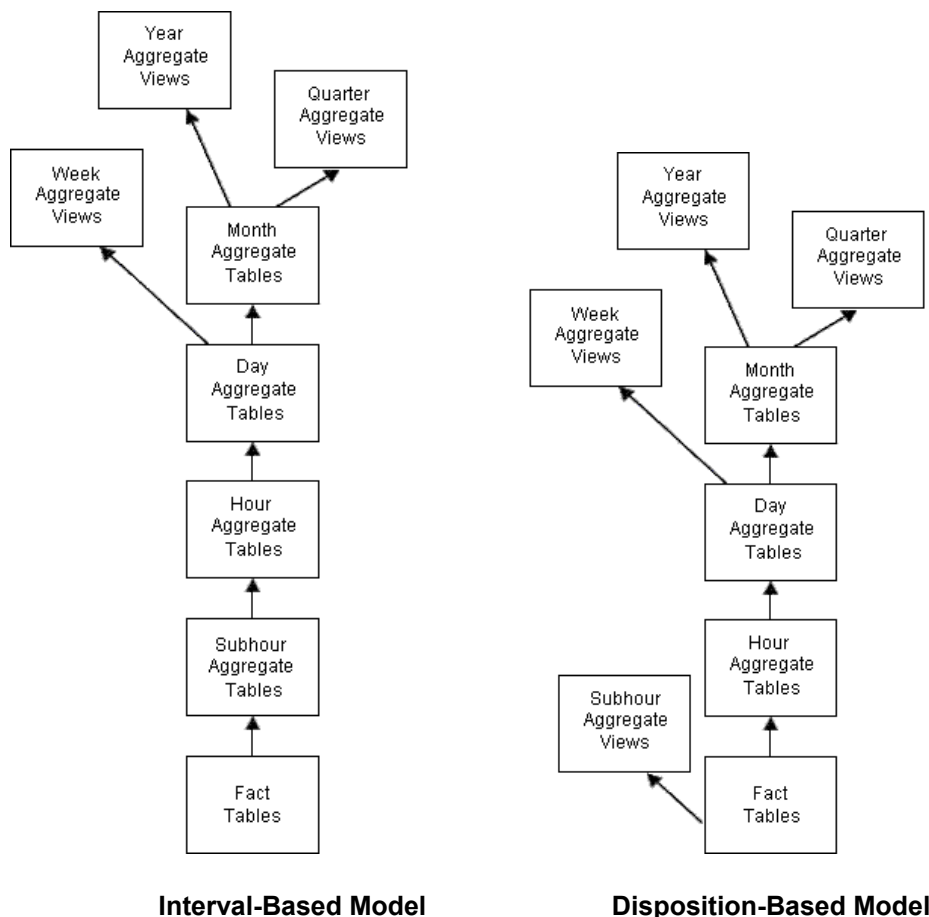 Year
Aggregate
Views
Quarter
Aggregate
Views
Week
Aggregate
Views
Month
Aggregate
Tables
Day
Aggregate
Tables
Hour
Aggregate
Tables
Subhour
Aggregate
Tables
Fact
Tables
Interval-Based Model
Year
Aggregate
Views
Quarter
Aggregate
Views
Week
Aggregate
Views
Month
Aggregate
Tables
Day
Aggregate
Tables
Hour
Aggregate
Tables
Subhour
Aggregate
Views
Fact
Tables
Disposition-Based Model